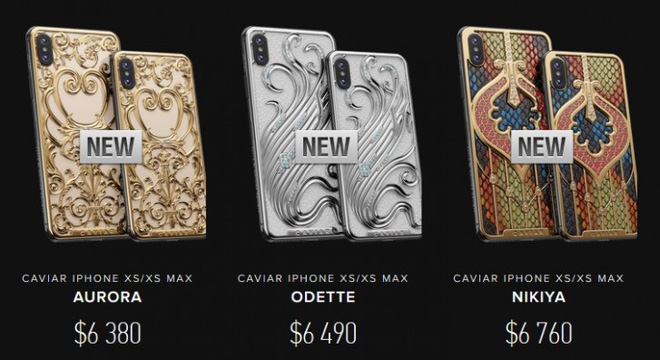 NEW
NEW
NEW
CAVIAR IPHONE XS/XS MAX
AURORA
$6 380
CAVIAR IPHONE XS/XS MAX
ODETTE
$6 490
CAVIAR IPHONE XS/XS MAX
NIKIYA
$6 760